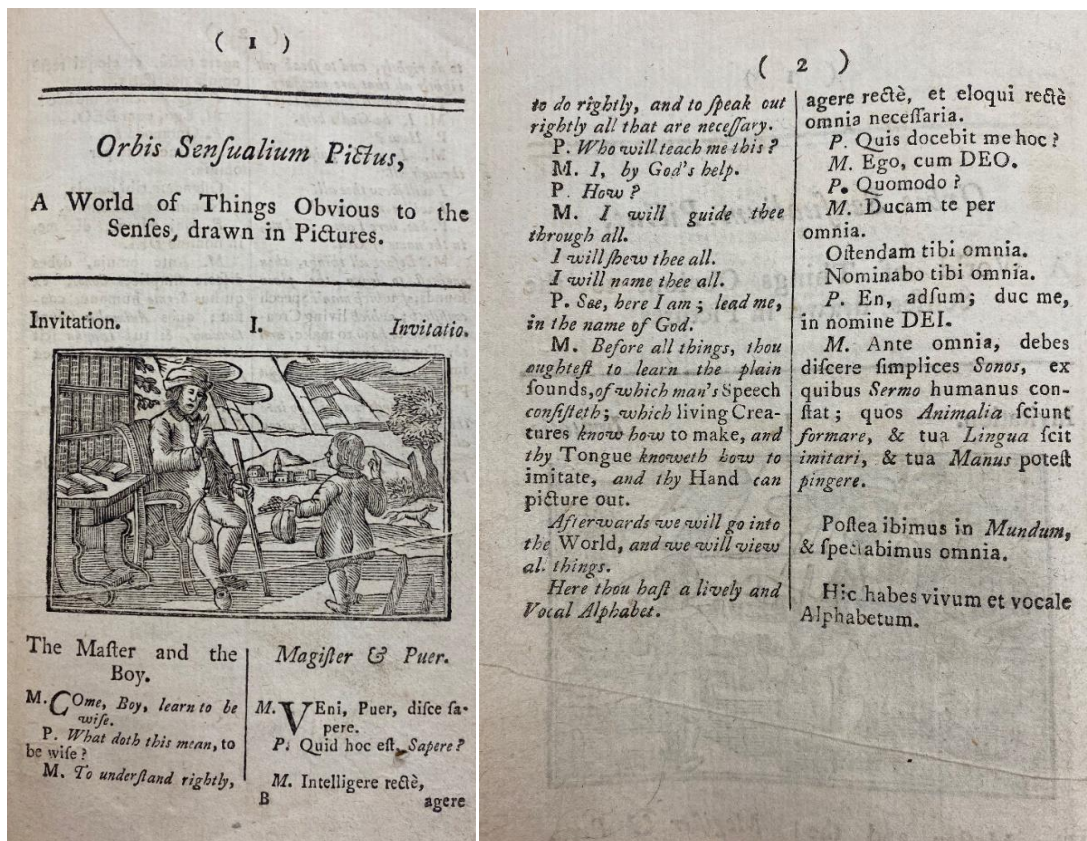 ( 1 )
Orbis Senſualium Pictus,
A World of Things Obvious to the
Senſes, drawn in Pictures.
Invitation. I. Invitatio.
The Maſter and the
Boy.
M. COme, Boy, learn to be
wiſe.
P. What doth this mean, to
be wiſe ?
M. To underſtand rightly,
Magiſter & Puer.
M. VEni, Puer, diſce ſa-
pere.
P. Quid hoc eſt, Sapere ?
M. Intelligere rectè,
B agere
( 2 )
to do rightly, and to ſpeak out
rightly all that are neceſſary.
P. Who will teach me this ?
M. I, by God's help.
P. How ?
M. I will guide thee
through all.
I will ſhew thee all.
I will name thee all.
P. See, here I am ; lead me,
in the name of God.
M. Before all things, thou
oughteſt to learn the plain
ſounds, of which man's Speech
conſiſteth ; which living Crea-
tures know how to make, and
thy Tongue knoweth how to
imitate, and thy Hand can
picture out.
Afterwards we will go into
the World, and we will view
al. things.
Here thou haſt a lively and
Vocal Alphabet.
agere rectè, et eloqui rectè
omnia neceſſaria.
P. Quis docebit me hoc ?
M. Ego, cum DEO.
P. Quomodo ?
M. Ducam te per
omnia.
Oſtendam tibi omnia.
Nominabo tibi omnia.
P. En, adſum; duc me,
in nomine DEI.
M. Ante omnia, debes
diſcere ſimplices Sonos, ex
quibus Sermo humanus con-
ſtat ; quos Animalia ſciunt
formare, & tua Lingua ſcit
imitari, & tua Manus poteſt
pingere.
Poſtea ibimus in Mundum,
& ſpectabimus omnia.
Hic habes vivum et vocale
Alphabetum.